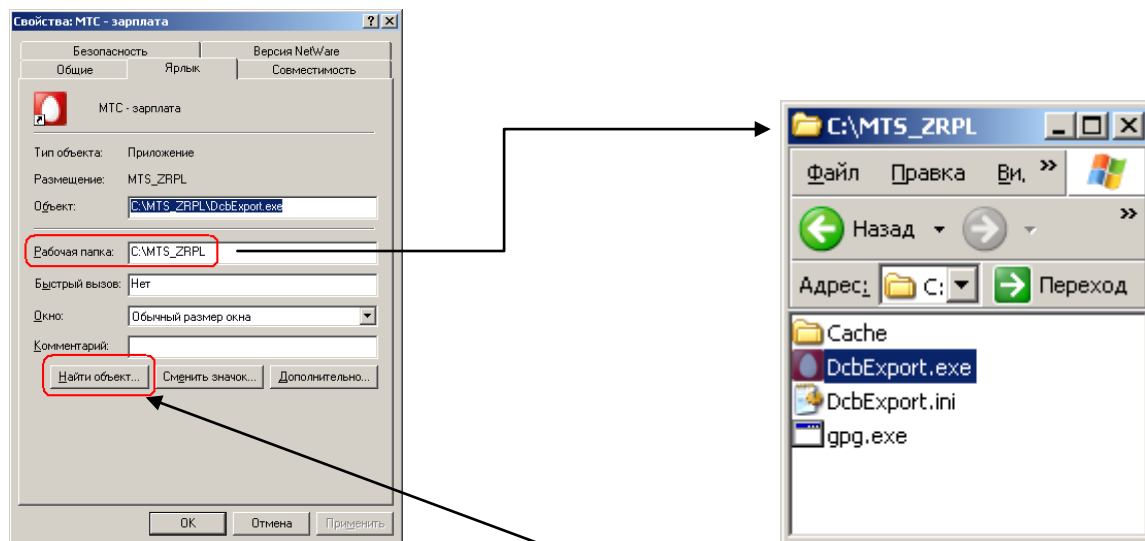 Свойства: МТС - зарплата
Безопасность Версия NetWare
Общие Ярлык Совместимость
МТС - зарплата
Тип объекта: Приложение
Размещение: MTS_ZRPL
Объект: C:\MTS_ZRPL\DcbExport.exe
Рабочая папка: C:\MTS_ZRPL
Быстрый вызов: Нет
Окно: Обычный размер окна
Комментарий:
Найти объект... Сменить значок... Дополнительно...
OK Отмена Применить
C:\MTS_ZRPL
Файл Правка Ви, »
Назад »
Адрес: C: Переход
Cache
DcbExport.exe
DcbExport.ini
gpg.exe